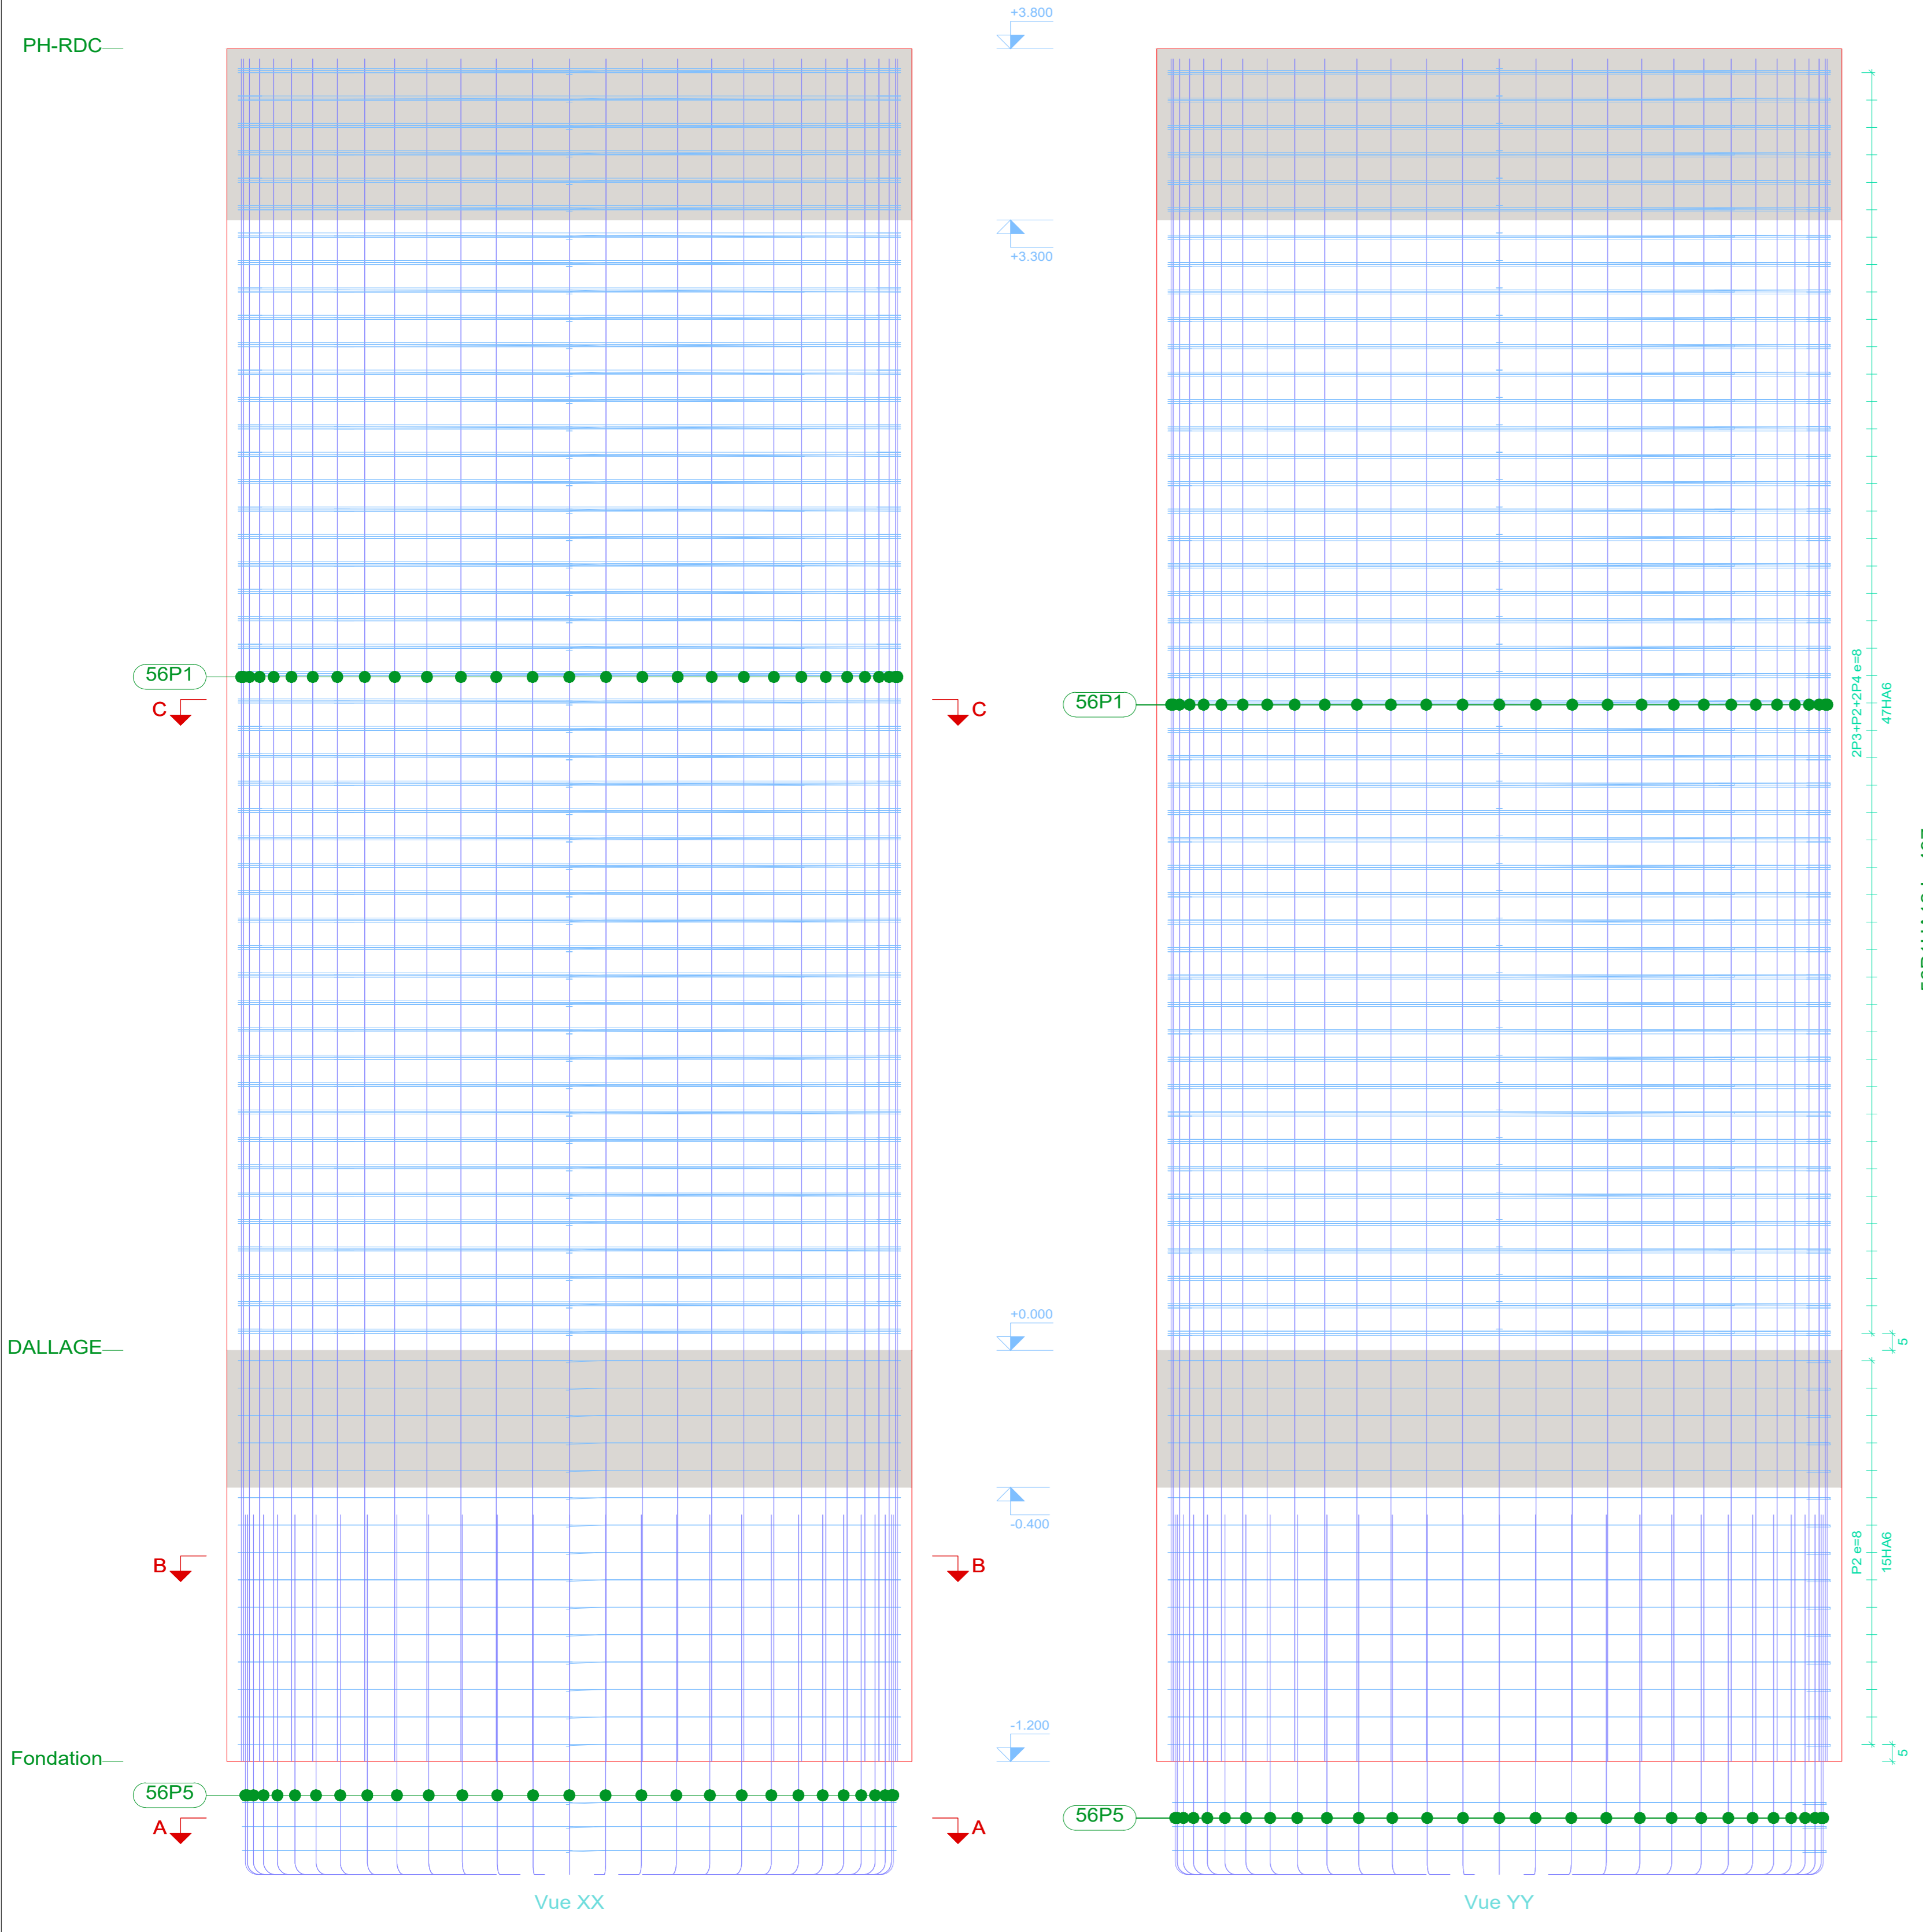 +3.800
PH-RDC
+3.300
2P3+P2+2P4 e=8
47HA6
56P1
56P1
C
C
+0.000
DALLAGE
5
-0.400
P2 e=8
15HA6
B
B
-1.200
Fondation
5
56P5
56P5
A
A
Vue XX
Vue YY